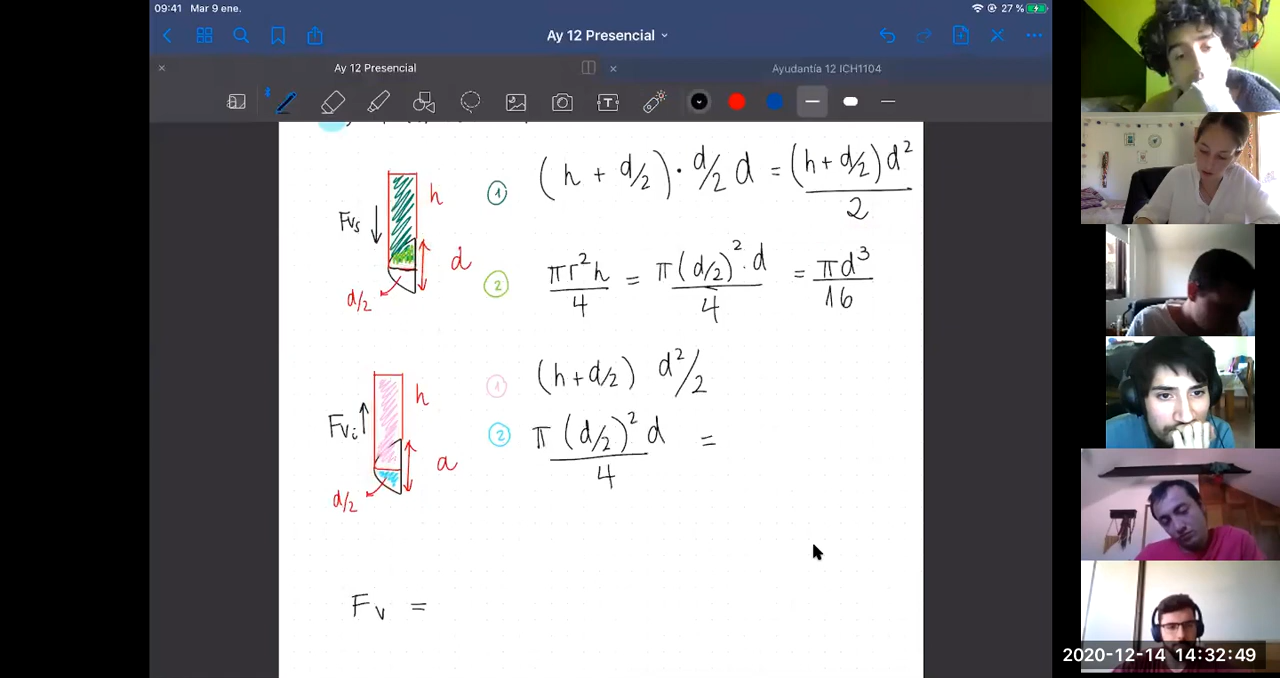 09:41 Mar 9 ene.
27 %
Ay 12 Presencial
Ay 12 Presencial
Ayudantía 12 ICH1104
h
Fvs
d
d/2
① (h + d/2) · d/2 d = (h + d/2) d² / 2
② πr²h / 4 = π(d/2)² · d / 4 = πd³ / 16
h
Fvi
a
d/2
① (h + d/2) d²/2
② π(d/2)² d / 4 =
Fv =
2020-12-14 14:32:49